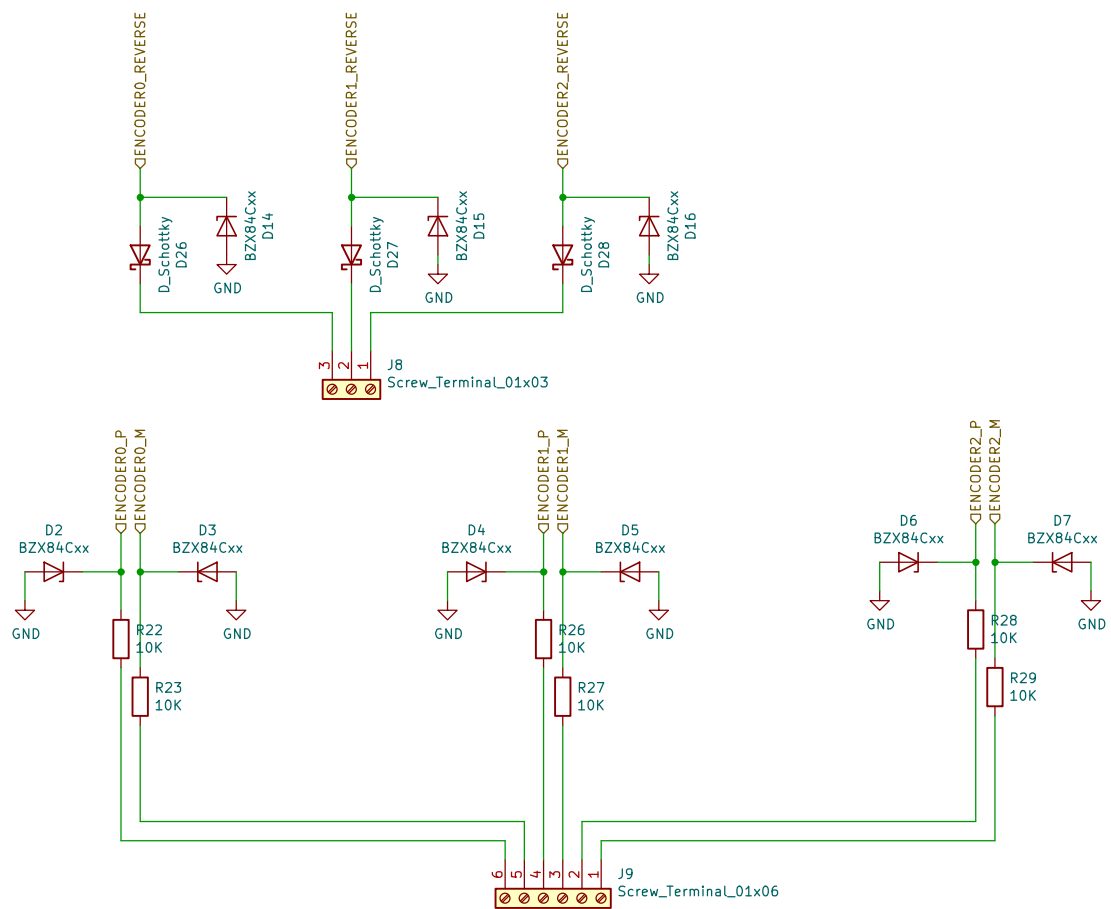 ENCODER0_REVERSE
ENCODER1_REVERSE
ENCODER2_REVERSE
D_Schottky
D26
BZX84Cxx
D14
GND
D_Schottky
D27
BZX84Cxx
D15
GND
D_Schottky
D28
BZX84Cxx
D16
GND
3
2
1
J8
Screw_Terminal_01x03
ENCODER0_P
ENCODER0_M
ENCODER1_P
ENCODER1_M
ENCODER2_P
ENCODER2_M
D2
BZX84Cxx
D3
BZX84Cxx
D4
BZX84Cxx
D5
BZX84Cxx
D6
BZX84Cxx
D7
BZX84Cxx
GND
GND
GND
GND
GND
GND
R22
10K
R23
10K
R26
10K
R27
10K
R28
10K
R29
10K
6
5
4
3
2
1
J9
Screw_Terminal_01x06